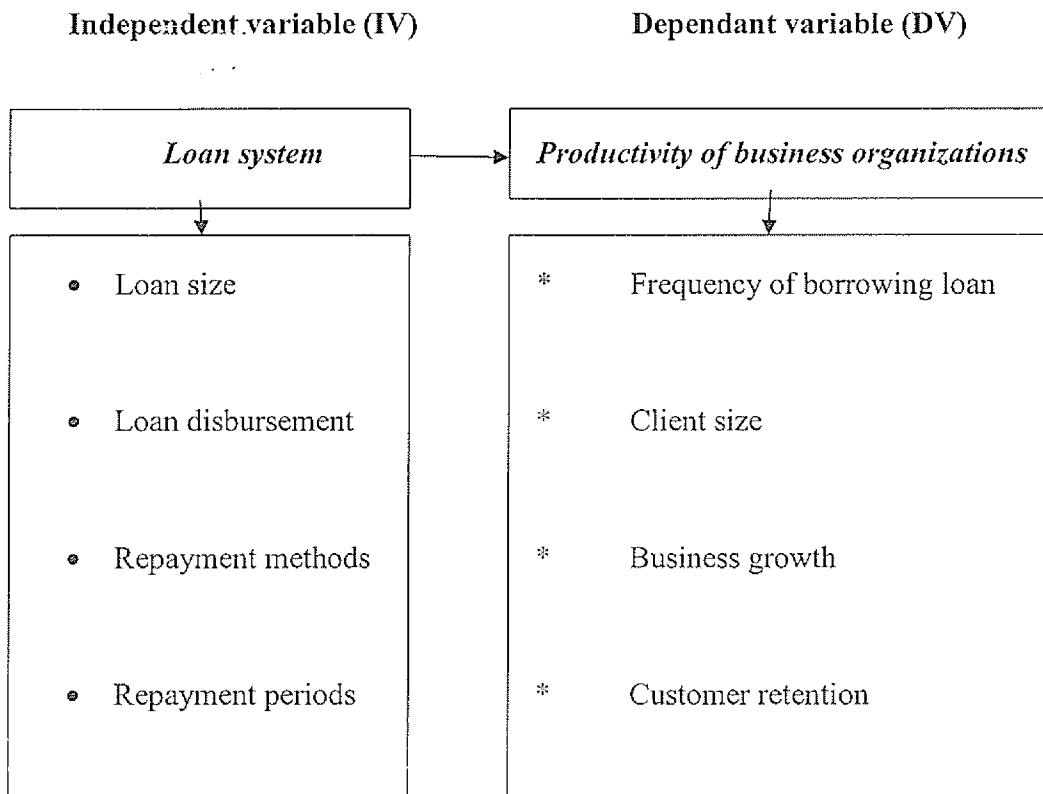 Independent variable (IV)
Dependant variable (DV)
Loan system
Productivity of business organizations
• Loan size
• Loan disbursement
• Repayment methods
• Repayment periods
* Frequency of borrowing loan
* Client size
* Business growth
* Customer retention